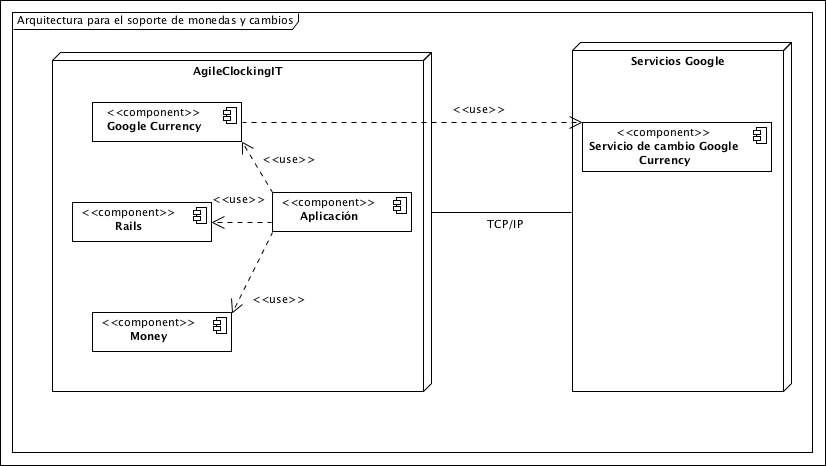 Arquitectura para el soporte de monedas y cambios
AgileClockingIT
Servicios Google
<<component>>
Google Currency
<<use>>
<<component>>
Servicio de cambio Google
Currency
<<use>>
<<component>>
Aplicación
<<use>>
<<component>>
Rails
TCP/IP
<<use>>
<<component>>
Money